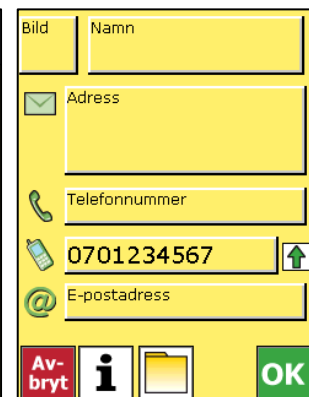 Bild
Namn
Adress
Telefonnummer
0701234567
@
E-postadress
Av-
bryt
i
OK